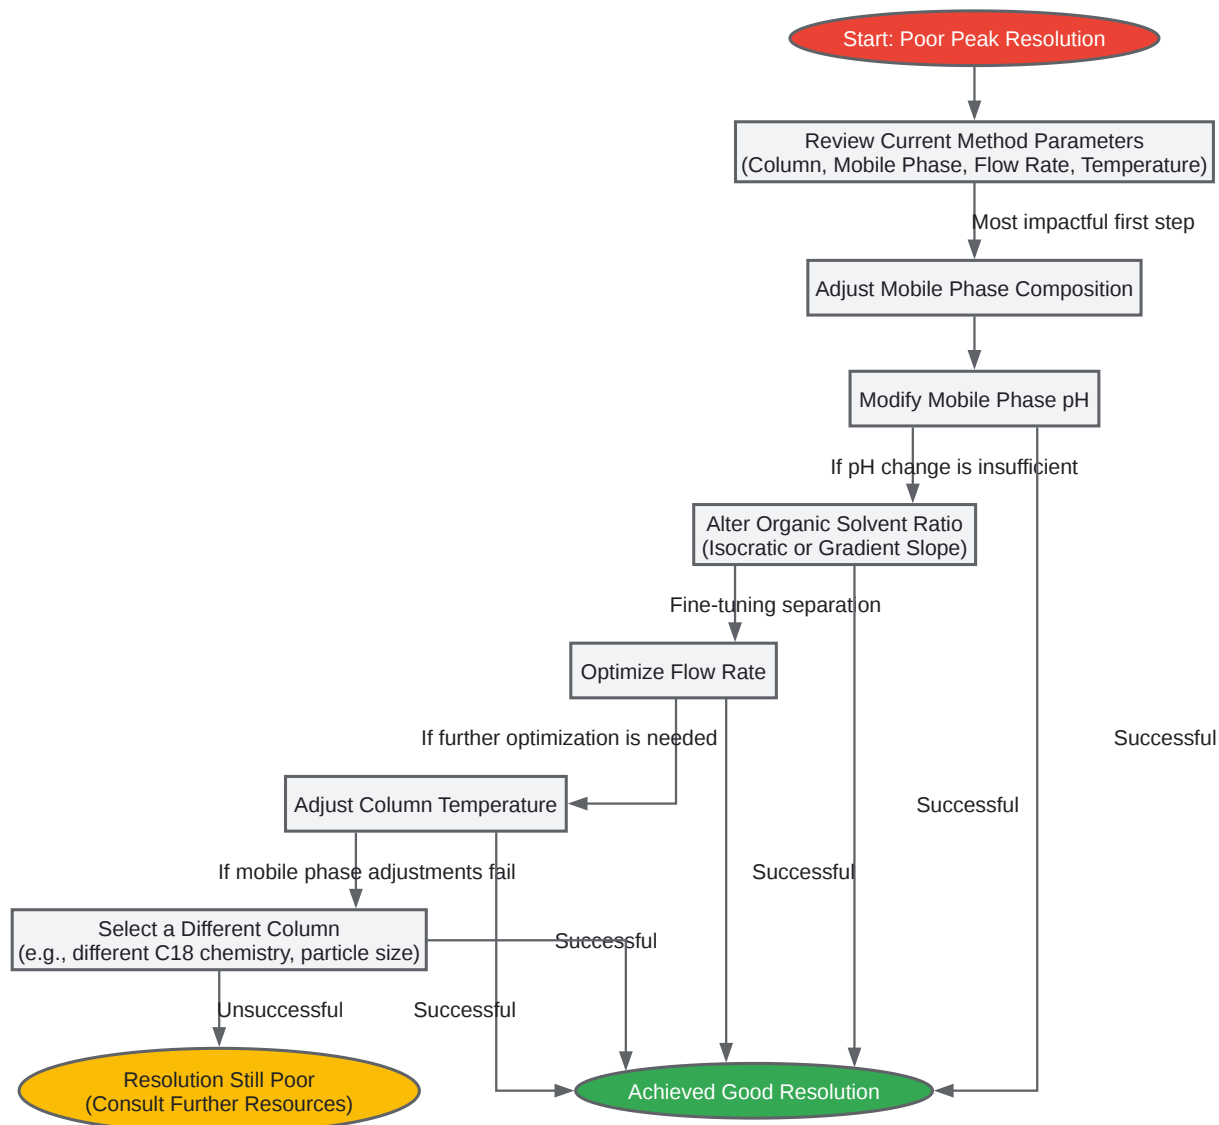 Start: Poor Peak Resolution
Review Current Method Parameters
(Column, Mobile Phase, Flow Rate, Temperature)
Most impactful first step
Adjust Mobile Phase Composition
Modify Mobile Phase pH
If pH change is insufficient
Alter Organic Solvent Ratio
(Isocratic or Gradient Slope)
Fine-tuning separation
Optimize Flow Rate
If further optimization is needed
Successful
Adjust Column Temperature
Successful
If mobile phase adjustments fail
Successful
Select a Different Column
(e.g., different C18 chemistry, particle size)
Successful
Unsuccessful
Successful
Resolution Still Poor
(Consult Further Resources)
Achieved Good Resolution